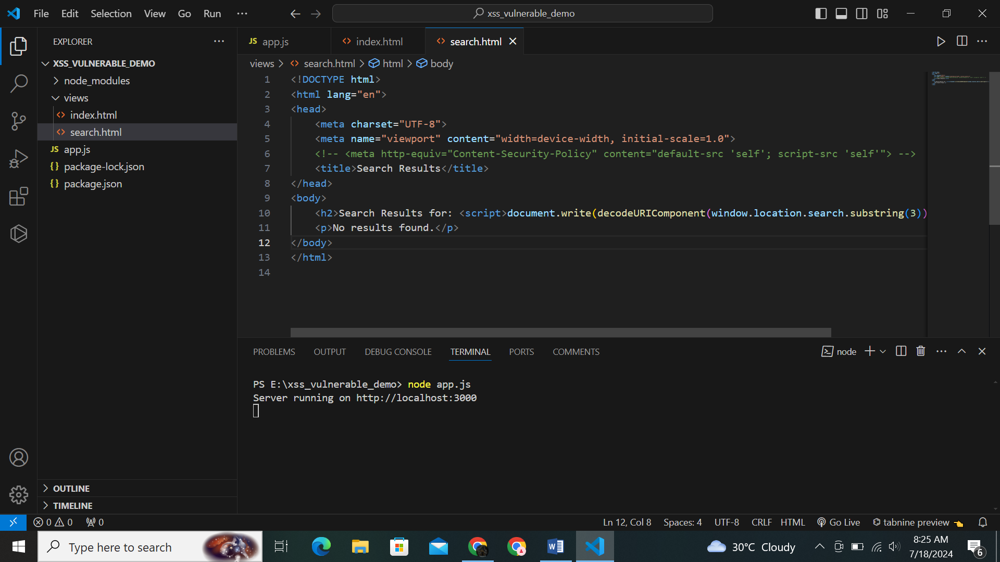 File Edit Selection View Go Run ··· xss_vulnerable_demo
EXPLORER
XSS_VULNERABLE_DEMO
node_modules
views
index.html
search.html
JS app.js
{} package-lock.json
{} package.json
OUTLINE
TIMELINE
JS app.js <> index.html <> search.html
views > <> search.html > html > body
1 <!DOCTYPE html>
2 <html lang="en">
3 <head>
4 <meta charset="UTF-8">
5 <meta name="viewport" content="width=device-width, initial-scale=1.0">
6 <!-- <meta http-equiv="Content-Security-Policy" content="default-src 'self'; script-src 'self'"> -->
7 <title>Search Results</title>
8 </head>
9 <body>
10 <h2>Search Results for: <script>document.write(decodeURIComponent(window.location.search.substring(3))
11 <p>No results found.</p>
12 </body>
13 </html>
14
PROBLEMS OUTPUT DEBUG CONSOLE TERMINAL PORTS COMMENTS node
PS E:\xss_vulnerable_demo> node app.js
Server running on http://localhost:3000
0 0 0 Ln 12, Col 8 Spaces: 4 UTF-8 CRLF HTML Go Live tabnine preview
Type here to search 30°C Cloudy
8:25 AM
7/18/2024
6